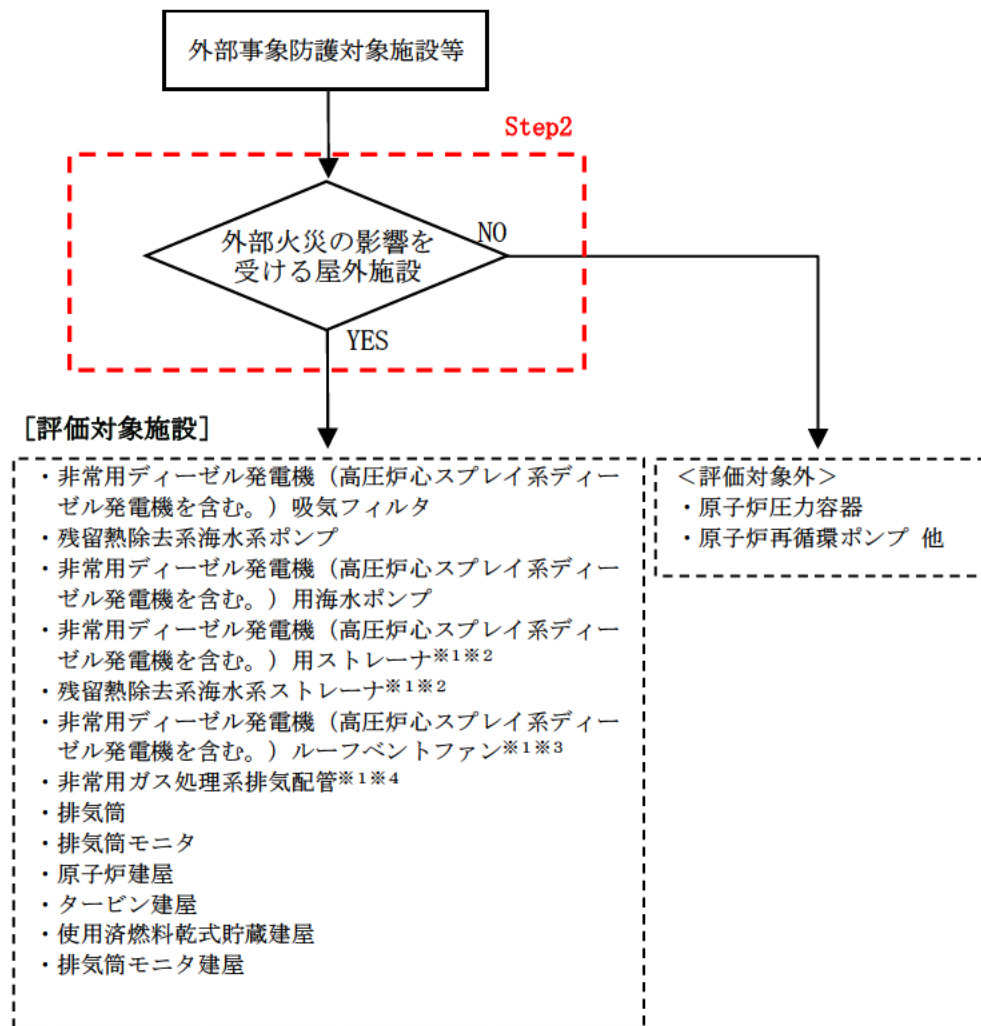 外部事象防護対象施設等
Step2
外部火災の影響を
受ける屋外施設
NO
YES
[評価対象施設]
・非常用ディーゼル発電機（高圧炉心スプレイ系ディー
ゼル発電機を含む。）吸気フィルタ
・残留熱除去系海水系ポンプ
・非常用ディーゼル発電機（高圧炉心スプレイ系ディー
ゼル発電機を含む。）用海水ポンプ
・非常用ディーゼル発電機（高圧炉心スプレイ系ディー
ゼル発電機を含む。）用ストレーナ※1※2
・残留熱除去系海水系ストレーナ※1※2
・非常用ディーゼル発電機（高圧炉心スプレイ系ディー
ゼル発電機を含む。）ルーフベントファン※1※3
・非常用ガス処理系排気配管※1※4
・排気筒
・排気筒モニタ
・原子炉建屋
・タービン建屋
・使用済燃料乾式貯蔵建屋
・排気筒モニタ建屋
＜評価対象外＞
・原子炉圧力容器
・原子炉再循環ポンプ 他